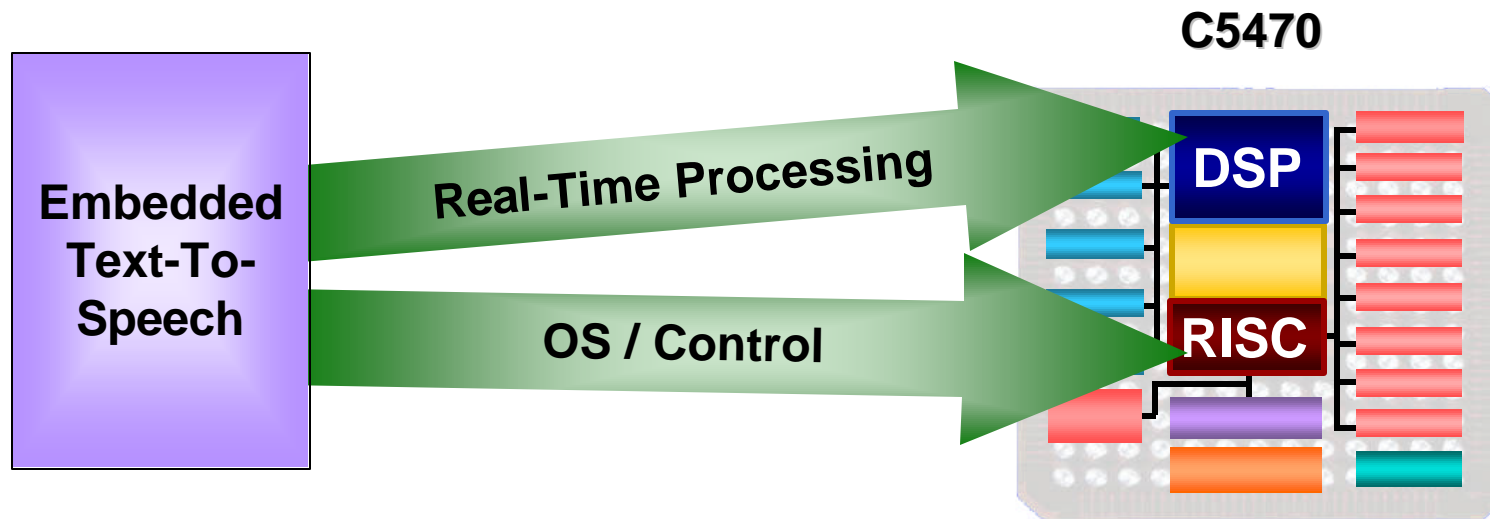 C5470
Embedded
Text-To-
Speech
Real-Time Processing
OS / Control
DSP
RISC